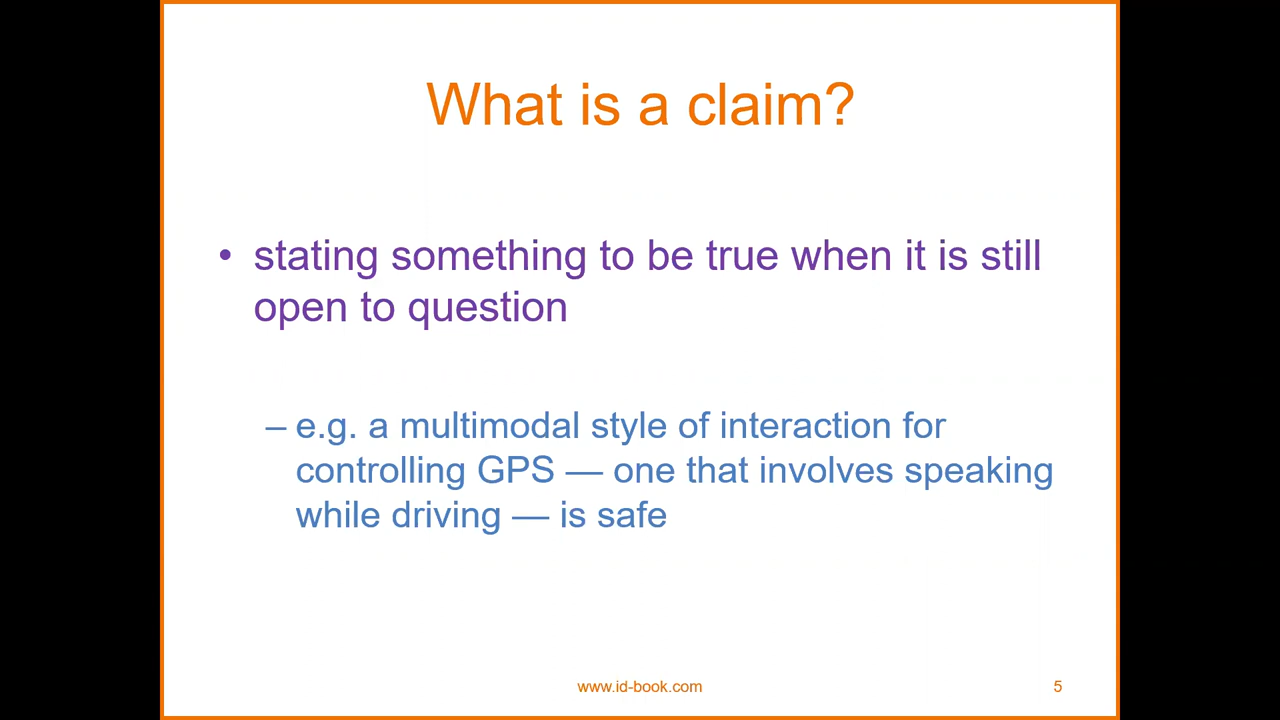 What is a claim?
• stating something to be true when it is still
open to question
– e.g. a multimodal style of interaction for
controlling GPS — one that involves speaking
while driving — is safe
www.id-book.com
5